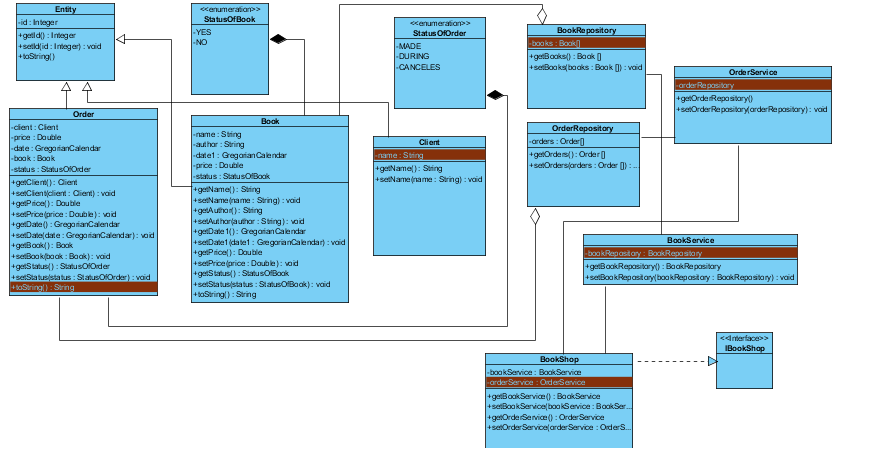 Entity
-id : Integer
+getId() : Integer
+setId(id : Integer) : void
+toString()
<<enumeration>>
StatusOfBook
-YES
-NO
<<enumeration>>
StatusOfOrder
-MADE
-DURING
-CANCELES
BookRepository
-books : Book[]
+getBooks() : Book []
+setBooks(books : Book []) : void
OrderService
-orderRepository
+getOrderRepository()
+setOrderRepository(orderRepository) : void
Order
-client : Client
-price : Double
-date : GregorianCalendar
-book : Book
-status : StatusOfOrder
+getClient() : Client
+setClient(client : Client) : void
+getPrice() : Double
+setPrice(price : Double) : void
+getDate() : GregorianCalendar
+setDate(date : GregorianCalendar) : void
+getBook() : Book
+setBook(book : Book) : void
+getStatus() : StatusOfOrder
+setStatus(status : StatusOfOrder) : void
+toString() : String
Book
-name : String
-author : String
-date1 : GregorianCalendar
-price : Double
-status : StatusOfBook
+getName() : String
+setName(name : String) : void
+getAuthor() : String
+setAuthor(author : String) : void
+getDate1() : GregorianCalendar
+setDate1(date1 : GregorianCalendar) : void
+getPrice() : Double
+setPrice(price : Double) : void
+getStatus() : StatusOfBook
+setStatus(status : StatusOfBook) : void
+toString() : String
Client
-name : String
+getName() : String
+setName(name : String) : void
OrderRepository
-orders : Order[]
+getOrders() : Order []
+setOrders(orders : Order []) : ...
BookService
-bookRepository : BookRepository
+getBookRepository() : BookRepository
+setBookRepository(bookRepository : BookRepository) : void
BookShop
-bookService : BookService
-orderService : OrderService
+getBookService() : BookService
+setBookService(bookService : BookSer...
+getOrderService() : OrderService
+setOrderService(orderService : OrderS...
<<Interface>>
IBookShop